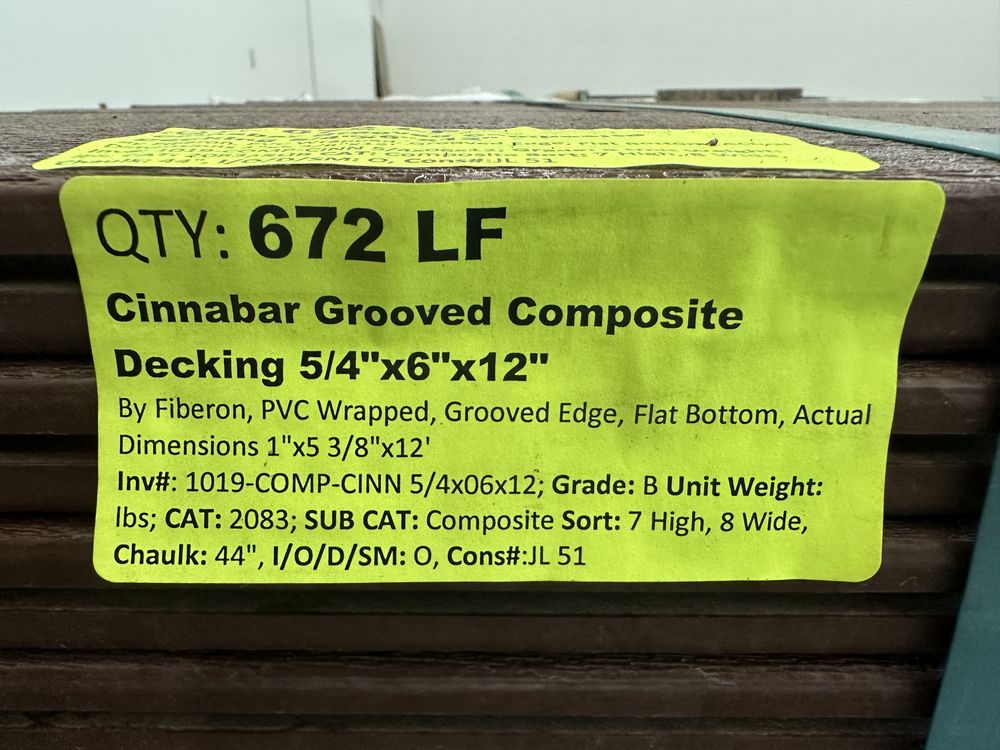 QTY: 672 LF
Cinnabar Grooved Composite
Decking 5/4"x6"x12"
By Fiberon, PVC Wrapped, Grooved Edge, Flat Bottom, Actual
Dimensions 1"x5 3/8"x12'
Inv#: 1019-COMP-CINN 5/4x06x12; Grade: B Unit Weight:
lbs; CAT: 2083; SUB CAT: Composite Sort: 7 High, 8 Wide,
Chaulk: 44", I/O/D/SM: O, Cons#:JL 51